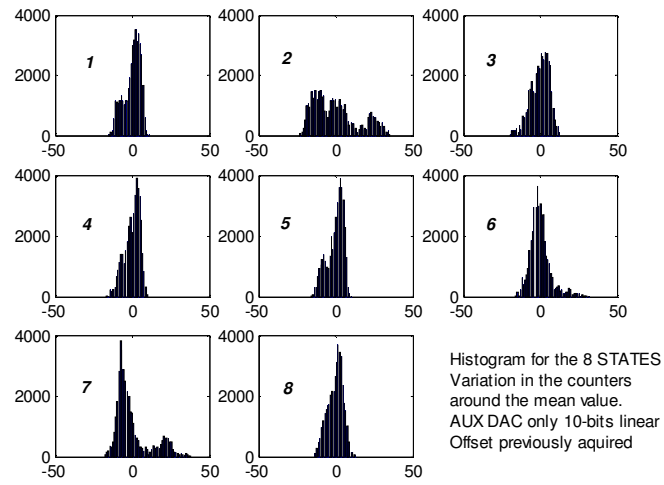 4000 4000 4000
1 2 3
2000 2000 2000
0 0 0
-50 0 50 -50 0 50 -50 0 50
4000 4000 4000
4 5 6
2000 2000 2000
0 0 0
-50 0 50 -50 0 50 -50 0 50
4000 4000
7 8
2000 2000
0 0
-50 0 50 -50 0 50
Histogram for the 8 STATES
Variation in the counters
around the mean value.
AUX DAC only 10-bits linear
Offset previously aquired